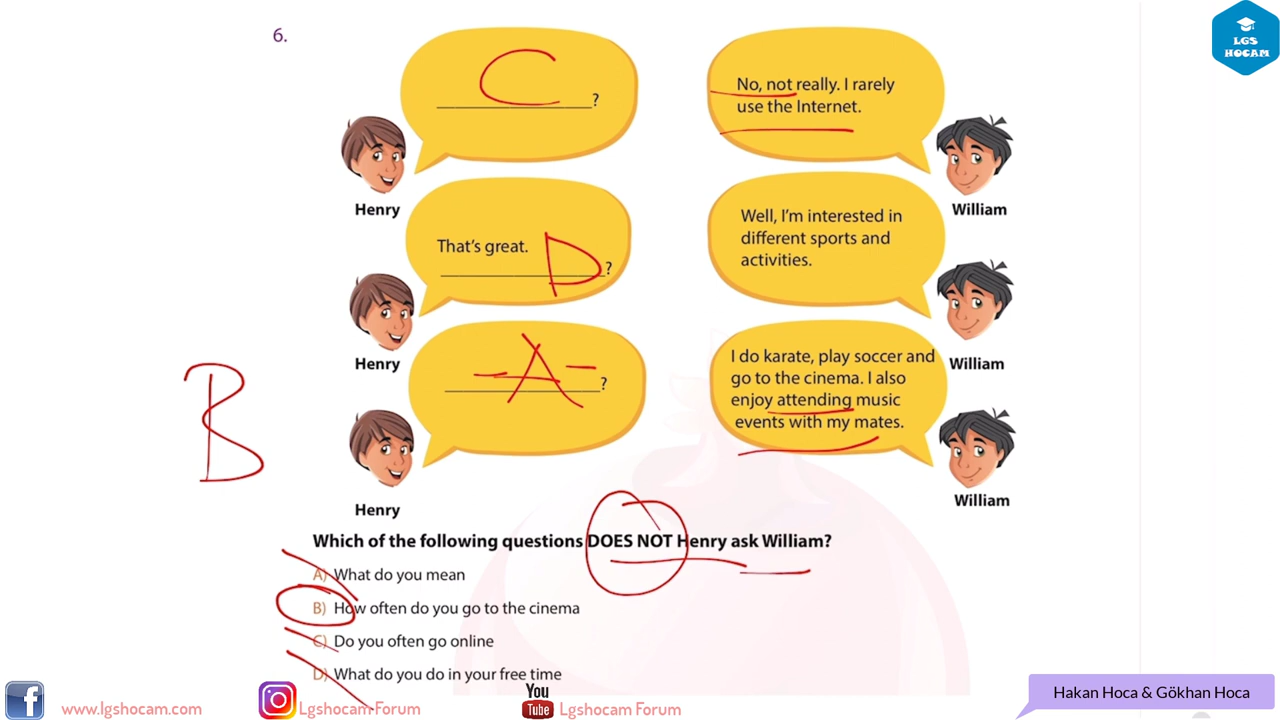 6.
LGS
HOCAM
C
____________________?
No, not really. I rarely
use the Internet.
Henry
William
That's great.
____________________? D
Well, I'm interested in
different sports and
activities.
Henry
William
-A-
____________________?
I do karate, play soccer and
go to the cinema. I also
enjoy attending music
events with my mates.
Henry
William
B
Which of the following questions DOES NOT Henry ask William?
A) What do you mean
B) How often do you go to the cinema
C) Do you often go online
D) What do you do in your free time
www.lgshocam.com
Lgshocam Forum
You
Tube
Lgshocam Forum
Hakan Hoca & Gökhan Hoca